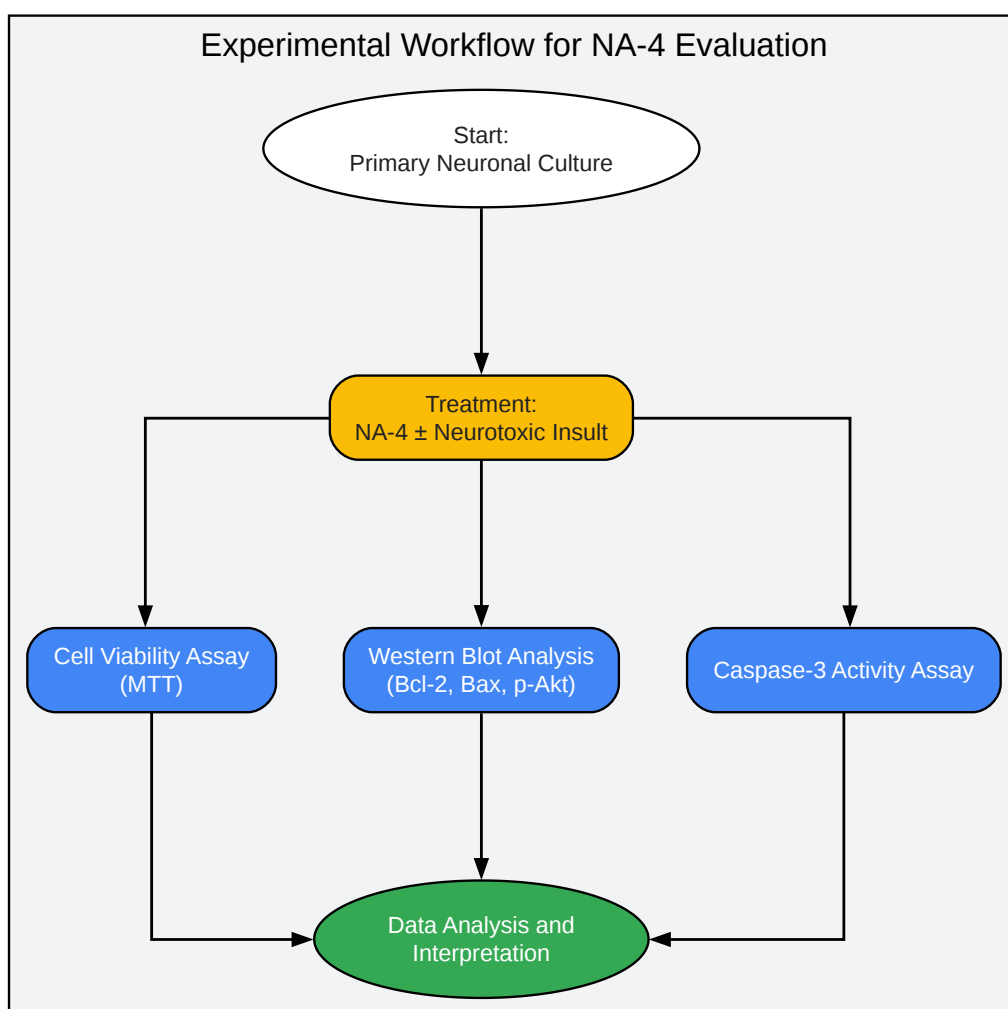 Experimental Workflow for NA-4 Evaluation
Start:
Primary Neuronal Culture
Treatment:
NA-4 ± Neurotoxic Insult
Cell Viability Assay
(MTT)
Western Blot Analysis
(Bcl-2, Bax, p-Akt)
Caspase-3 Activity Assay
Data Analysis and
Interpretation